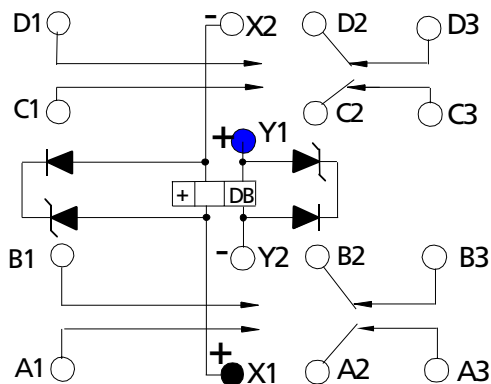 D1 - X2 D2 D3
C1 C2 C3
+ Y1
+ DB
B1 - Y2 B2 B3
+
A1 X1 A2 A3